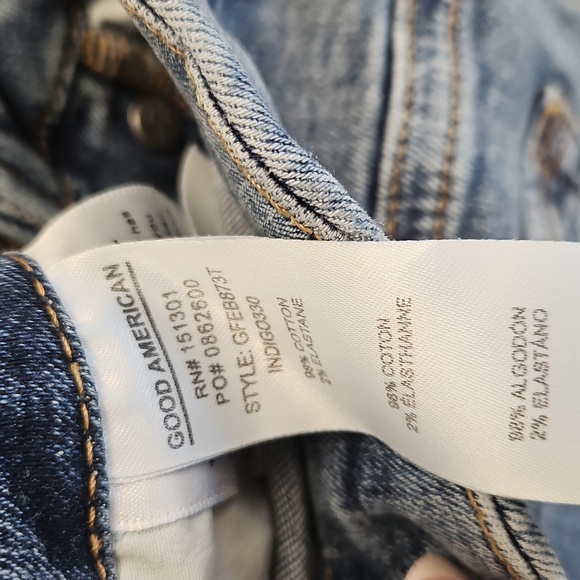 GOOD AMERICAN
RN# 151301
PO# 0862600
STYLE: GFEB873T
INDIGO330
98% COTTON
2% ELASTANE
98% COTON
2% ÉLASTHANNE
98% ALGODÓN
2% ELASTANO